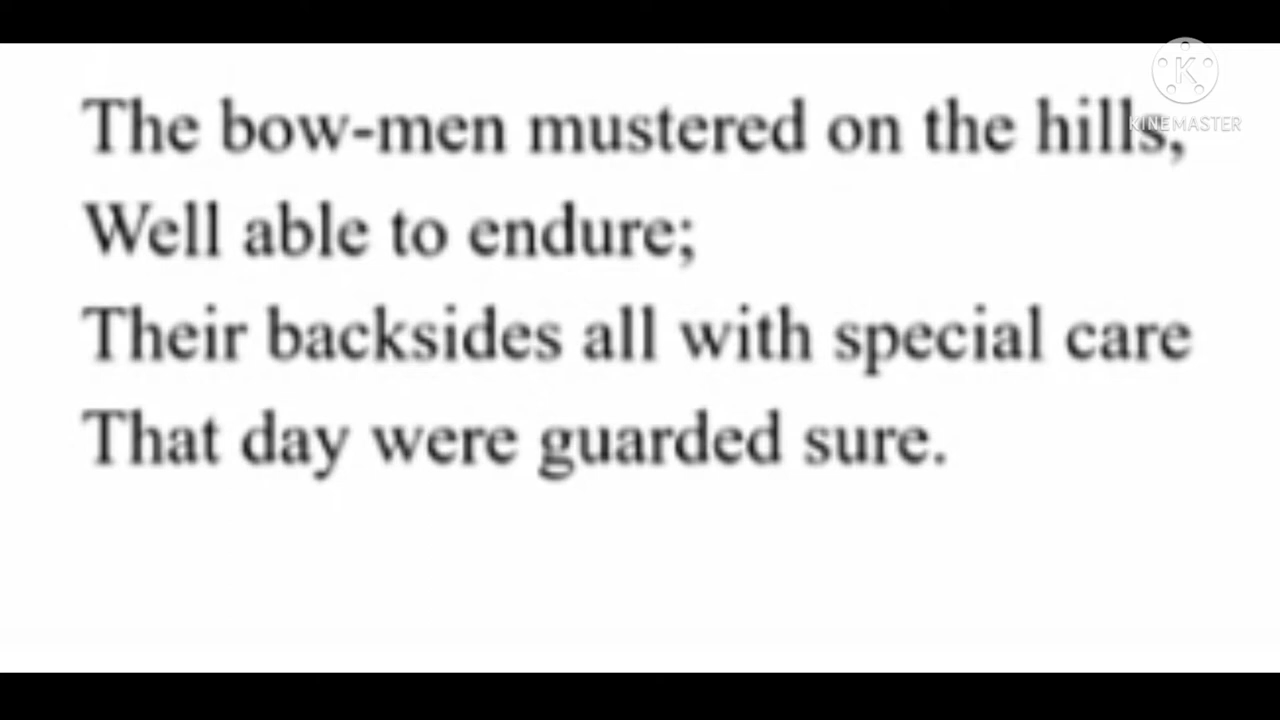 KINEMASTER
The bow-men mustered on the hills,
Well able to endure;
Their backsides all with special care
That day were guarded sure.